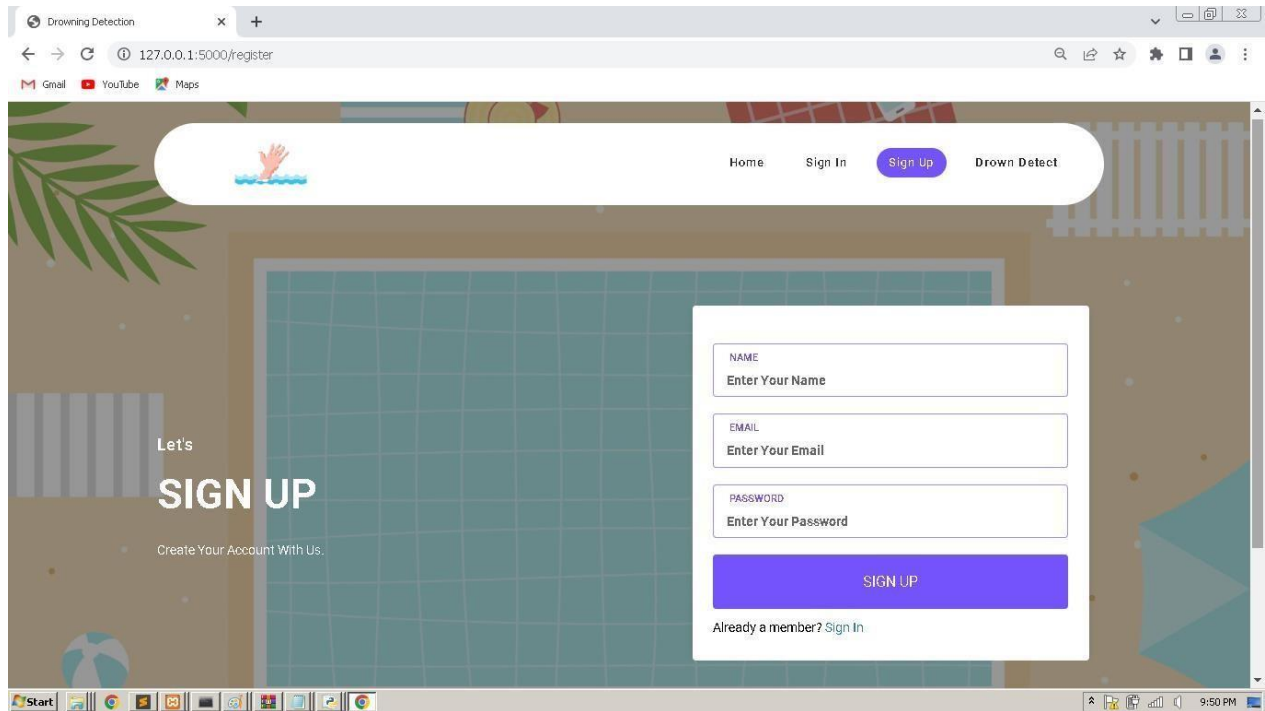 Drowning Detection
127.0.0.1:5000/register
Gmail YouTube Maps
Home Sign In Sign Up Drown Detect
Let's
SIGN UP
Create Your Account With Us.
NAME
Enter Your Name
EMAIL
Enter Your Email
PASSWORD
Enter Your Password
SIGN UP
Already a member? Sign In
Start
9:50 PM